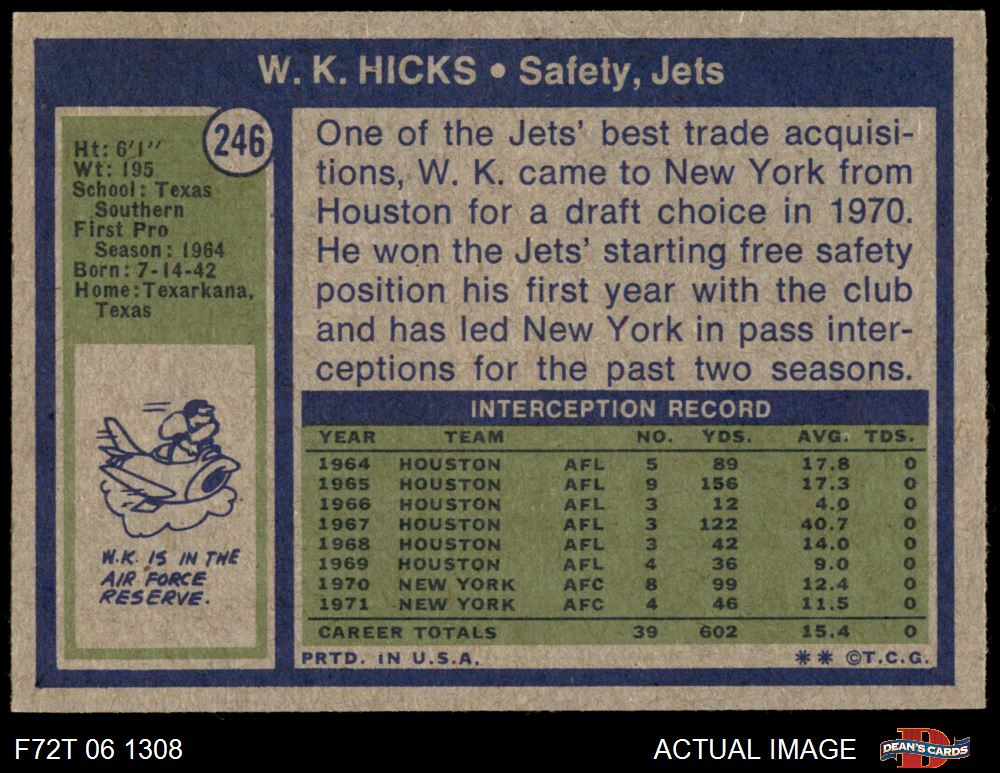 W. K. HICKS • Safety, Jets
246
Ht: 6'1"
Wt: 195
School: Texas
Southern
First Pro
Season: 1964
Born: 7-14-42
Home: Texarkana,
Texas
W.K. IS IN THE
AIR FORCE
RESERVE.
One of the Jets' best trade acquisi-
tions, W. K. came to New York from
Houston for a draft choice in 1970.
He won the Jets' starting free safety
position his first year with the club
and has led New York in pass inter-
ceptions for the past two seasons.
INTERCEPTION RECORD
YEAR TEAM NO. YDS. AVG. TDS.
1964 HOUSTON AFL 5 89 17.8 0
1965 HOUSTON AFL 9 156 17.3 0
1966 HOUSTON AFL 3 12 4.0 0
1967 HOUSTON AFL 3 122 40.7 0
1968 HOUSTON AFL 3 42 14.0 0
1969 HOUSTON AFL 4 36 9.0 0
1970 NEW YORK AFC 8 99 12.4 0
1971 NEW YORK AFC 4 46 11.5 0
CAREER TOTALS 39 602 15.4 0
PRTD. IN U.S.A. ** ©T.C.G.
F72T 06 1308 ACTUAL IMAGE DEAN'S CARDS